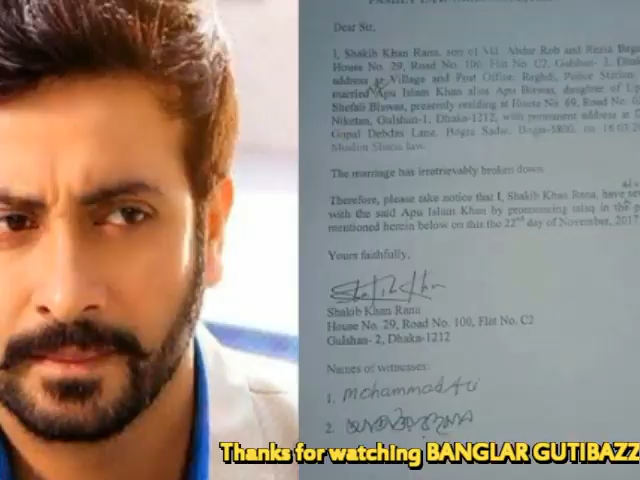 Dear Sir,
I, Shakib Khan Rana, son of Md. Abdur Rob and Rezia Beg
House No. 29, Road No. 100, Flat No. C2, Gulshan- 2, Dhak
address at Village and Post Office: Raghdi, Police Station
married Apu Islam Khan alias Apu Biswas, daughter of Up
Shefali Biswas, presently residing at House No. 69, Road No.
Niketan, Gulshan-1, Dhaka-1212, with permanent address at
Gopal Debdas Lane, Bogra Sadar, Bogra-5800, on 18.03.2
Muslim Sharia law.
The marriage has irretrievably broken down.
Therefore, please take notice that I, Shakib Khan Rana, have
with the said Apu Islam Khan by pronouncing talaq in the p
mentioned herein below on this the 22nd day of November, 2017
Yours faithfully,
Shakib Khan Rana
House No. 29, Road No. 100, Flat No. C2
Gulshan- 2, Dhaka-1212
Names of witnesses:
1. Mohammad Ali
2.
Thanks for watching BANGLAR GUTIBAZZ